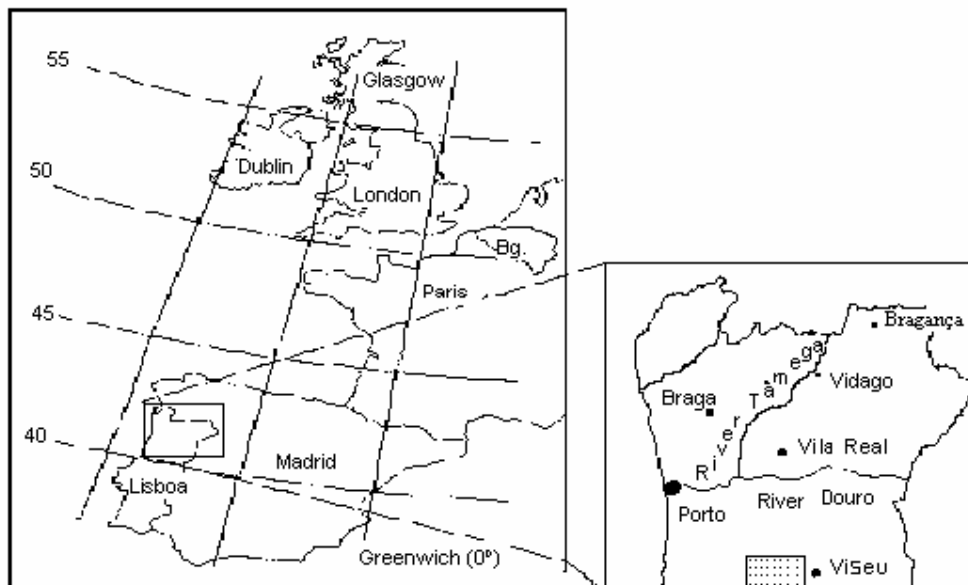 55
Glasgow
Dublin
50
London
Bg.
Paris
45
40
Madrid
Lisboa
Greenwich (0º)
Bragança
River Tâmega
Vidago
Braga
Vila Real
Porto
River Douro
Viseu